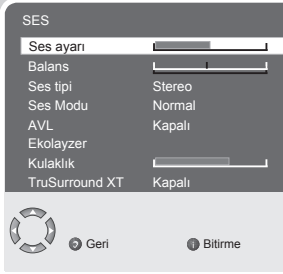 SES
Ses ayarı
Balans
Ses tipi Stereo
Ses Modu Normal
AVL Kapalı
Ekolayzer
Kulaklık
TruSurround XT Kapalı
Geri Bitirme